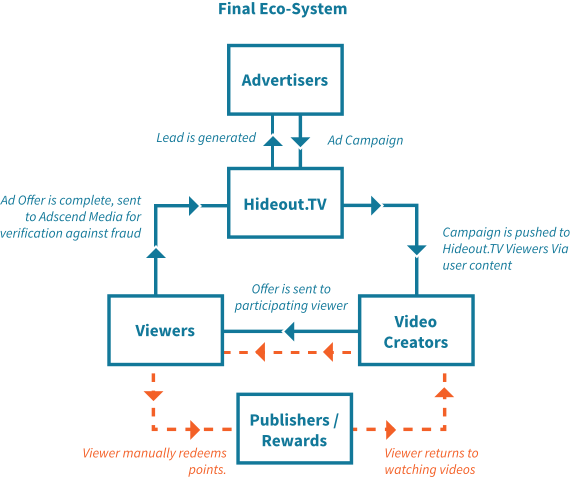 Final Eco-System
Advertisers
Lead is generated
Ad Campaign
Hideout.TV
Ad Offer is complete, sent
to Adscend Media for
verification against fraud
Campaign is pushed to
Hideout.TV Viewers Via
user content
Offer is sent to
participating viewer
Viewers
Video
Creators
Publishers /
Rewards
Viewer manually redeems
points.
Viewer returns to
watching videos